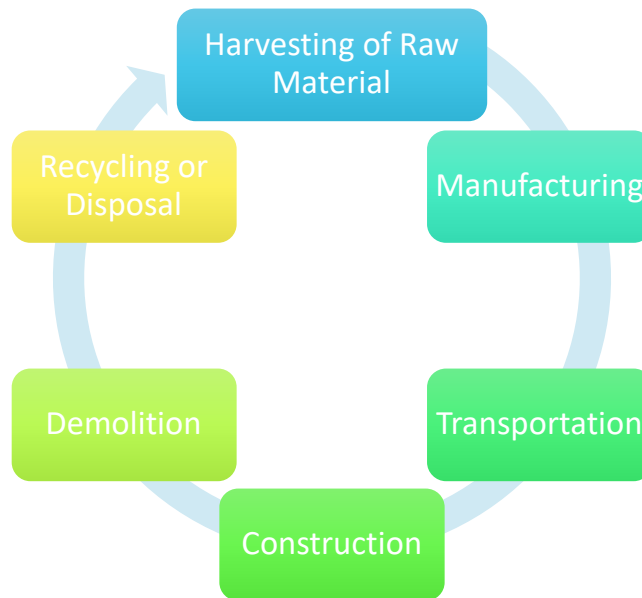 Harvesting of Raw
Material
Manufacturing
Transportation
Construction
Demolition
Recycling or
Disposal